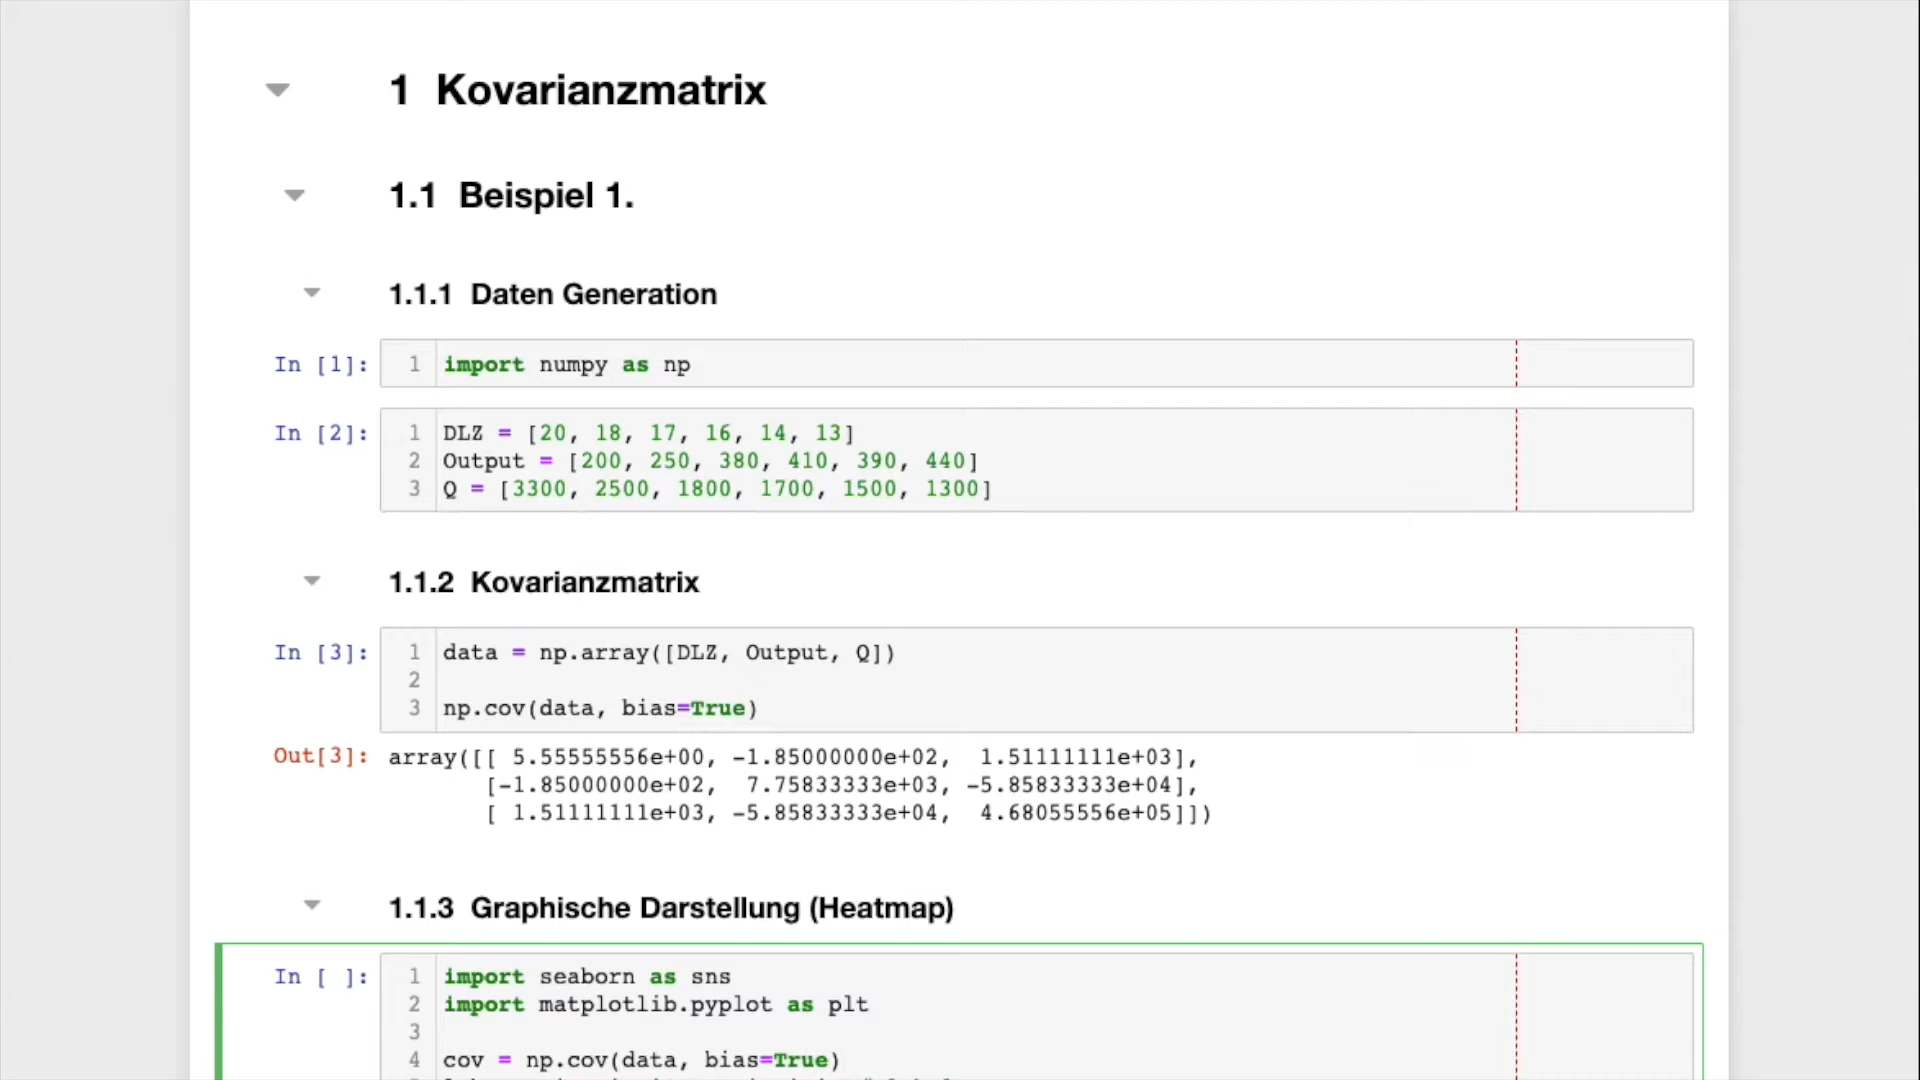 1 Kovarianzmatrix
1.1 Beispiel 1.
1.1.1 Daten Generation
In [1]: 1 import numpy as np
In [2]: 1 DLZ = [20, 18, 17, 16, 14, 13]
2 Output = [200, 250, 380, 410, 390, 440]
3 Q = [3300, 2500, 1800, 1700, 1500, 1300]
1.1.2 Kovarianzmatrix
In [3]: 1 data = np.array([DLZ, Output, Q])
2
3 np.cov(data, bias=True)
Out[3]: array([[ 5.55555556e+00, -1.85000000e+02, 1.51111111e+03],
[-1.85000000e+02, 7.75833333e+03, -5.85833333e+04],
[ 1.51111111e+03, -5.85833333e+04, 4.68055556e+05]])
1.1.3 Graphische Darstellung (Heatmap)
In [ ]: 1 import seaborn as sns
2 import matplotlib.pyplot as plt
3
4 cov = np.cov(data, bias=True)